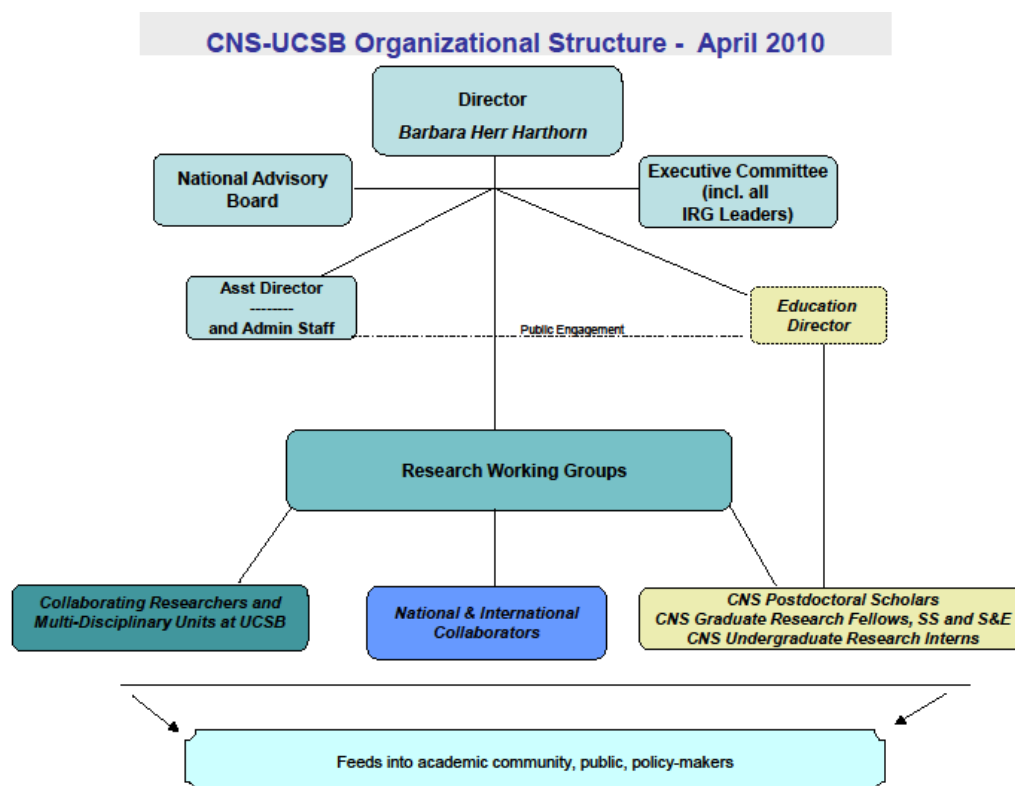 CNS-UCSB Organizational Structure - April 2010
Director
Barbara Herr Harthorn
National Advisory
Board
Executive Committee
(incl. all
IRG Leaders)
Asst Director
--------
and Admin Staff
Public Engagement
Education
Director
Research Working Groups
Collaborating Researchers and
Multi-Disciplinary Units at UCSB
National & International
Collaborators
CNS Postdoctoral Scholars
CNS Graduate Research Fellows, SS and S&E
CNS Undergraduate Research Interns
Feeds into academic community, public, policy-makers